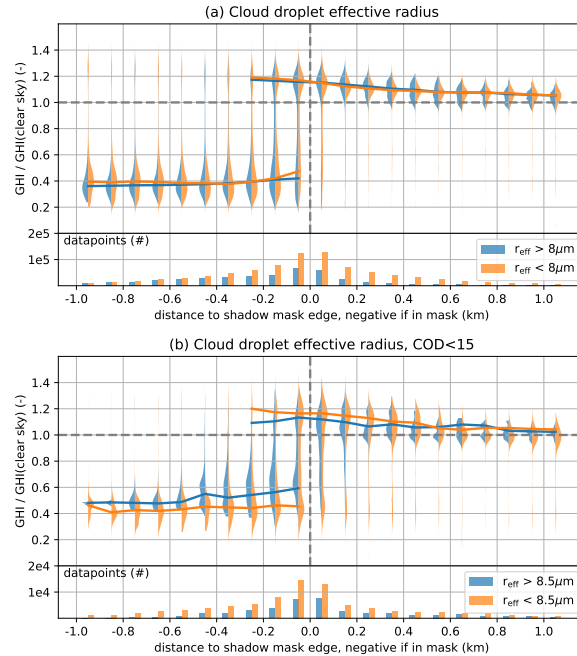 (a) Cloud droplet effective radius
GHI / GHI(clear sky) (-)
1.4
1.2
1.0
0.8
0.6
0.4
0.2
2e5
1e5
datapoints (#)
r_eff > 8μm
r_eff < 8μm
-1.0 -0.8 -0.6 -0.4 -0.2 0.0 0.2 0.4 0.6 0.8 1.0
distance to shadow mask edge, negative if in mask (km)
(b) Cloud droplet effective radius, COD<15
GHI / GHI(clear sky) (-)
1.4
1.2
1.0
0.8
0.6
0.4
0.2
2e4
1e4
datapoints (#)
r_eff > 8.5μm
r_eff < 8.5μm
-1.0 -0.8 -0.6 -0.4 -0.2 0.0 0.2 0.4 0.6 0.8 1.0
distance to shadow mask edge, negative if in mask (km)